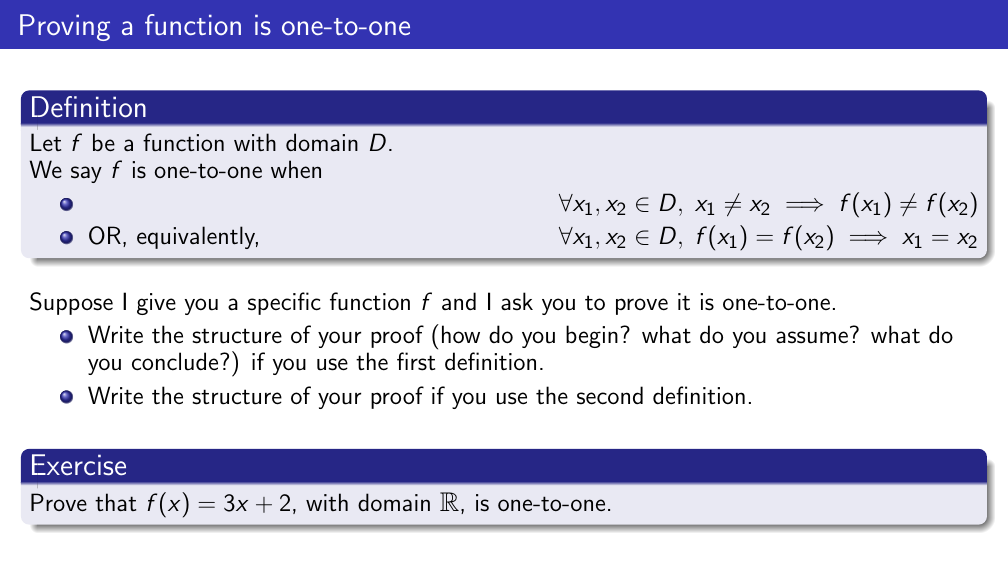 Proving a function is one-to-one
Definition
Let f be a function with domain D.
We say f is one-to-one when
∀x₁, x₂ ∈ D, x₁ ≠ x₂ ⟹ f(x₁) ≠ f(x₂)
OR, equivalently, ∀x₁, x₂ ∈ D, f(x₁) = f(x₂) ⟹ x₁ = x₂
Suppose I give you a specific function f and I ask you to prove it is one-to-one.
Write the structure of your proof (how do you begin? what do you assume? what do
you conclude?) if you use the first definition.
Write the structure of your proof if you use the second definition.
Exercise
Prove that f(x) = 3x + 2, with domain ℝ, is one-to-one.